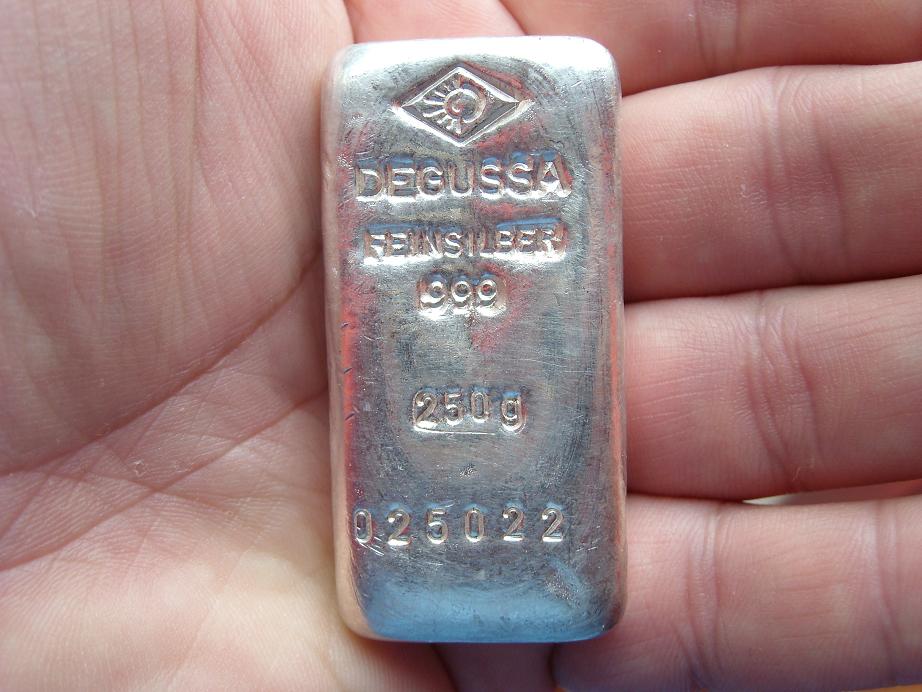 DEGUSSA
FEINSILBER
999
250g
025022